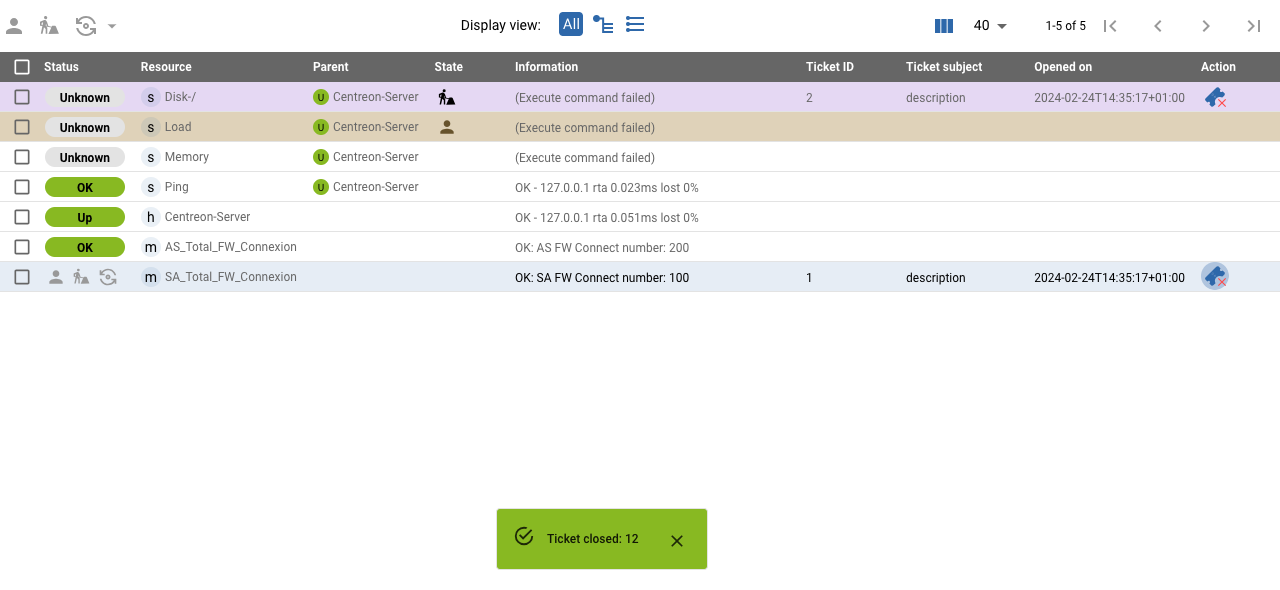 Display view: All 40 1-5 of 5
Status Resource Parent State Information Ticket ID Ticket subject Opened on Action
Unknown s Disk-/ U Centreon-Server (Execute command failed) 2 description 2024-02-24T14:35:17+01:00
Unknown s Load U Centreon-Server (Execute command failed)
Unknown s Memory U Centreon-Server (Execute command failed)
OK s Ping U Centreon-Server OK - 127.0.0.1 rta 0.023ms lost 0%
Up h Centreon-Server OK - 127.0.0.1 rta 0.051ms lost 0%
OK m AS_Total_FW_Connexion OK: AS FW Connect number: 200
m SA_Total_FW_Connexion OK: SA FW Connect number: 100 1 description 2024-02-24T14:35:17+01:00
Ticket closed: 12